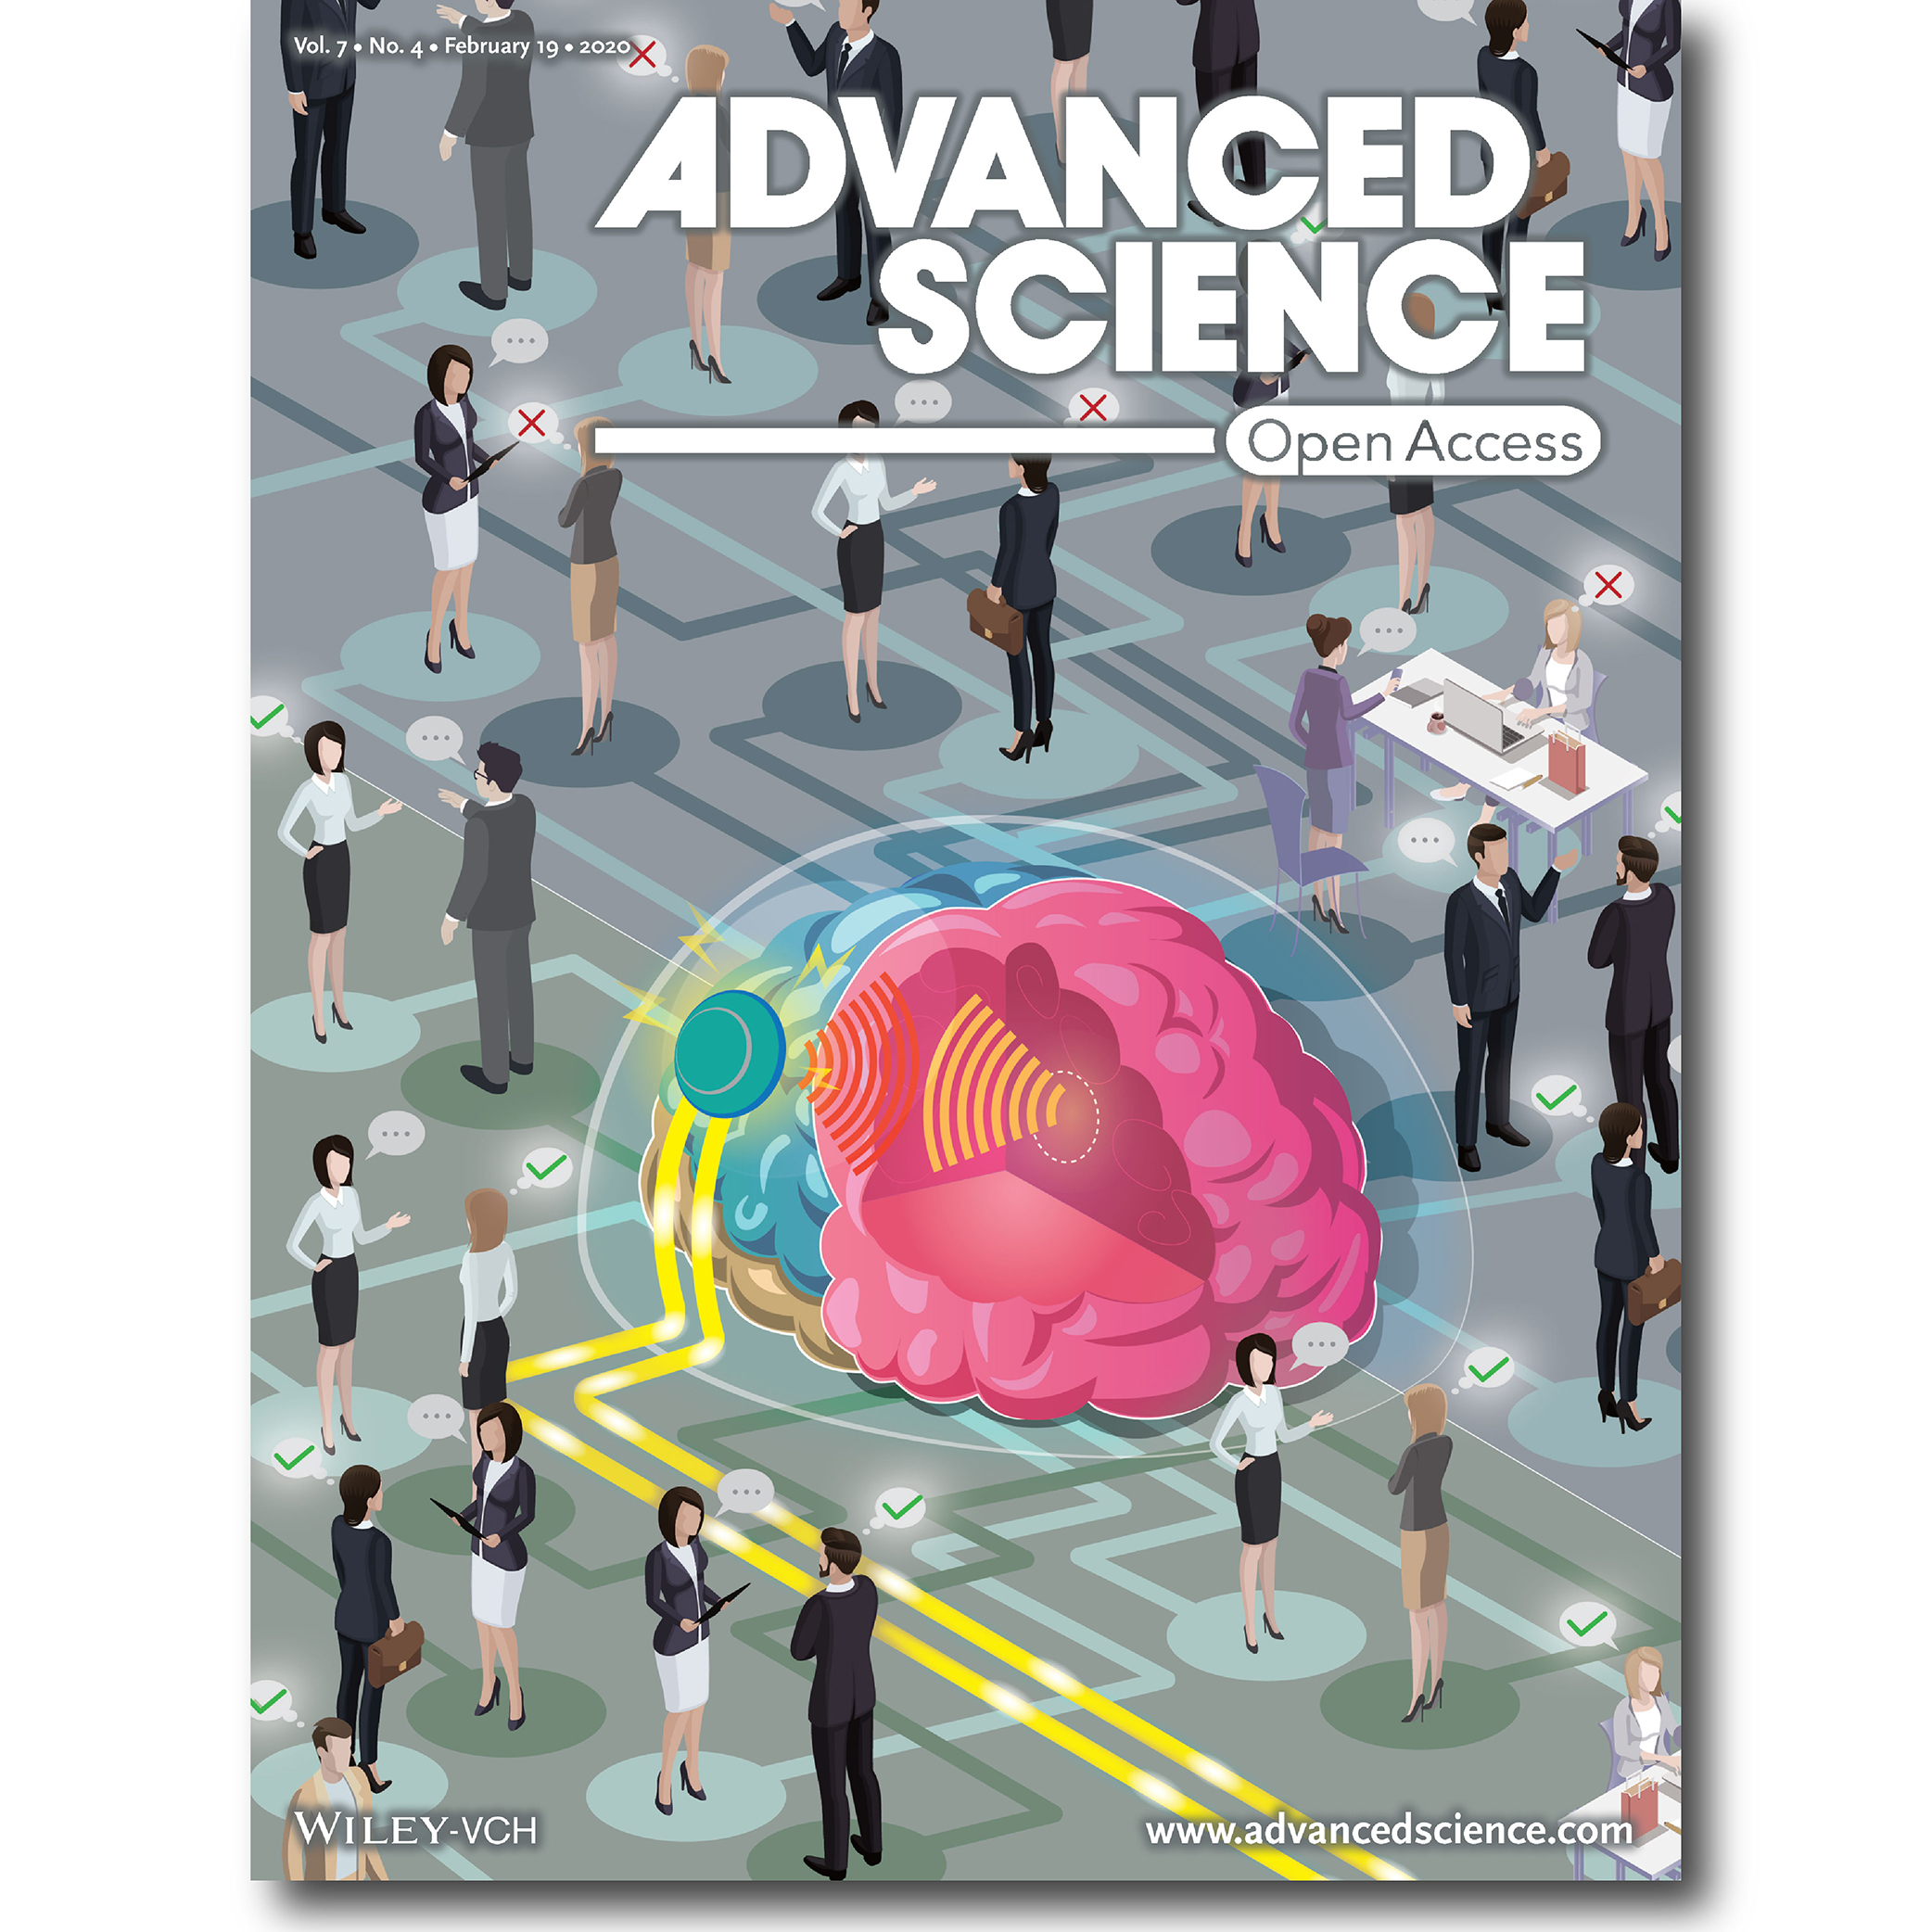 Vol. 7 • No. 4 • February 19 • 2020
ADVANCED
SCIENCE
Open Access
WILEY-VCH
www.advancedscience.com